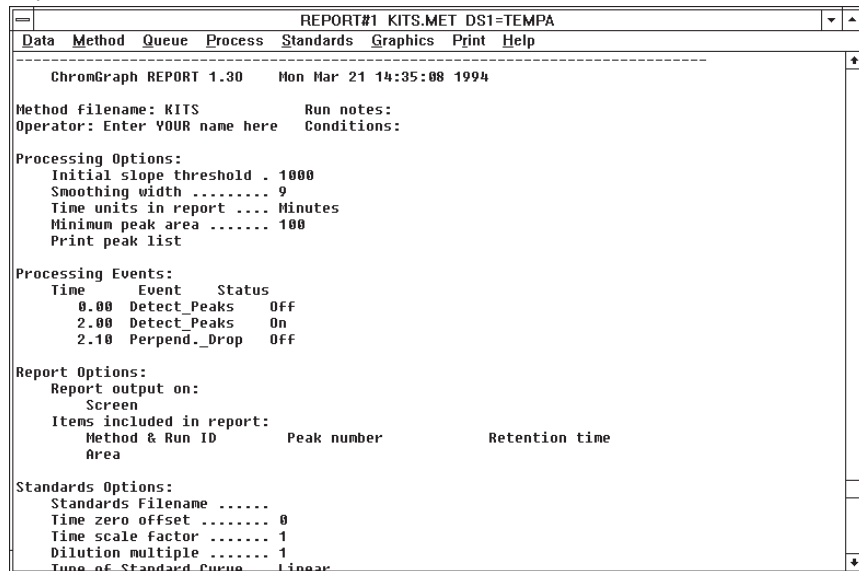 REPORT#1 KITS.MET DS1=TEMPA
Data Method Queue Process Standards Graphics Print Help
--------------------------------------------------------------------------------
ChromGraph REPORT 1.30 Mon Mar 21 14:35:08 1994
Method filename: KITS Run notes:
Operator: Enter YOUR name here Conditions:
Processing Options:
Initial slope threshold . 1000
Smoothing width ......... 9
Time units in report .... Minutes
Minimum peak area ....... 100
Print peak list
Processing Events:
Time Event Status
0.00 Detect_Peaks Off
2.00 Detect_Peaks On
2.10 Perpend._Drop Off
Report Options:
Report output on:
Screen
Items included in report:
Method & Run ID Peak number Retention time
Area
Standards Options:
Standards Filename ......
Time zero offset ........ 0
Time scale factor ....... 1
Dilution multiple ....... 1
Type of Standard Curve Linear